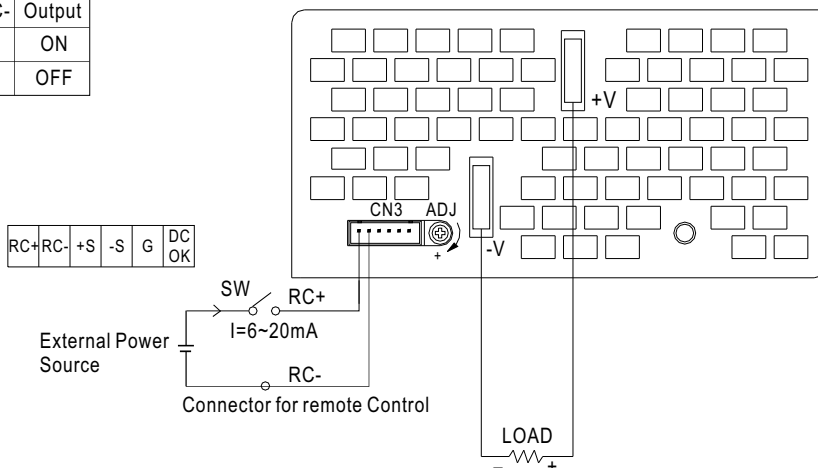 C- Output
ON
OFF
+V
CN3 ADJ
+
-V
RC+ RC- +S -S G DC OK
SW RC+
I=6~20mA
External Power
Source
RC-
Connector for remote Control
LOAD
- +